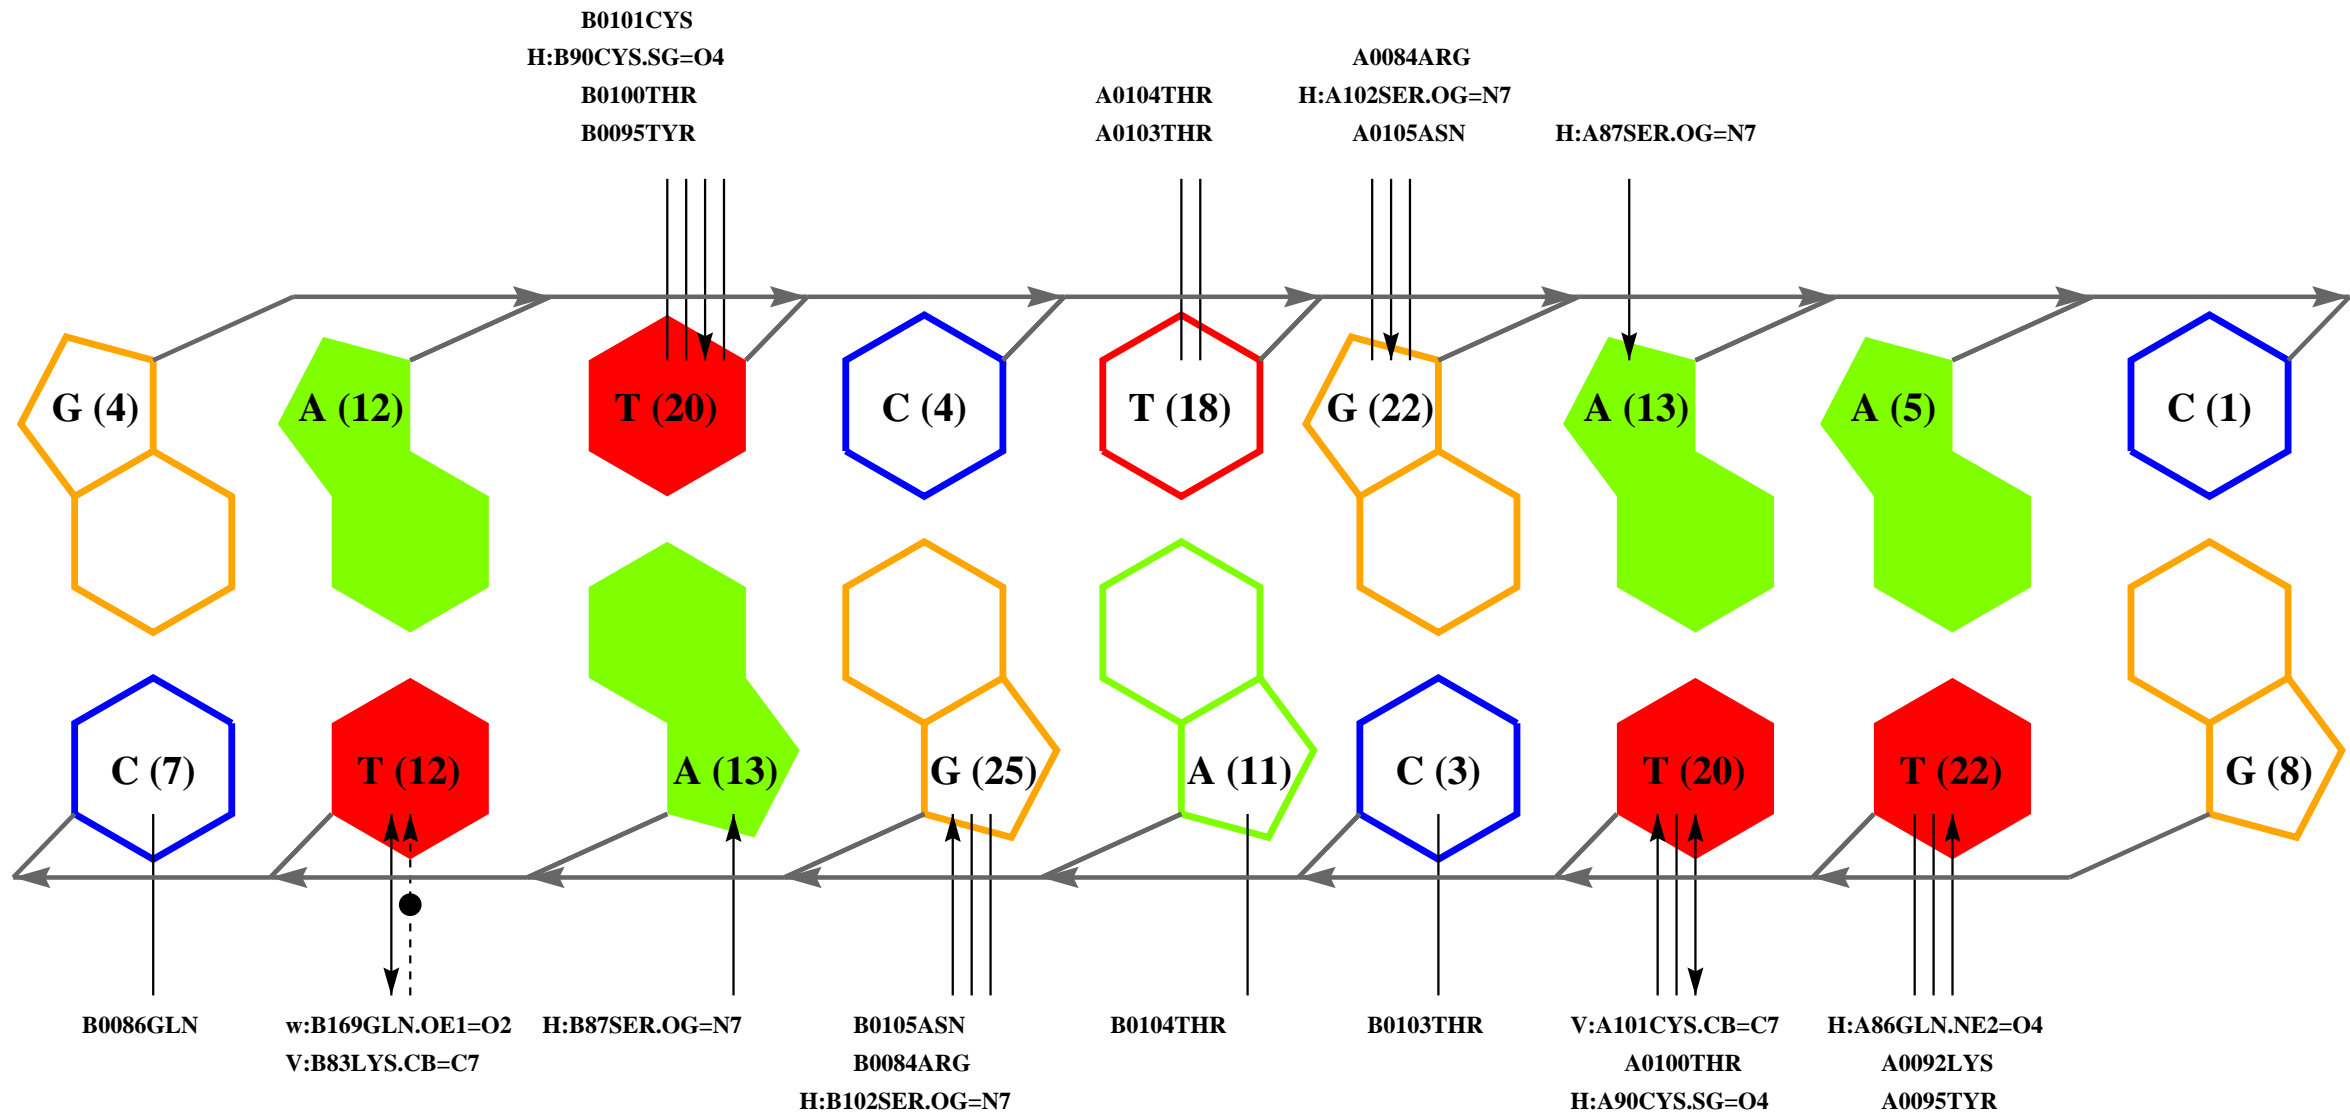 B0101CYS
H:B90CYS.SG=O4
B0100THR
B0095TYR
A0104THR
A0103THR
A0084ARG
H:A102SER.OG=N7
A0105ASN
H:A87SER.OG=N7
G (4)
A (12)
T (20)
C (4)
T (18)
G (22)
A (13)
A (5)
C (1)
C (7)
T (12)
A (13)
G (25)
A (11)
C (3)
T (20)
T (22)
G (8)
B0086GLN
w:B169GLN.OE1=O2
V:B83LYS.CB=C7
H:B87SER.OG=N7
B0105ASN
B0084ARG
H:B102SER.OG=N7
B0104THR
B0103THR
V:A101CYS.CB=C7
A0100THR
H:A90CYS.SG=O4
H:A86GLN.NE2=O4
A0092LYS
A0095TYR